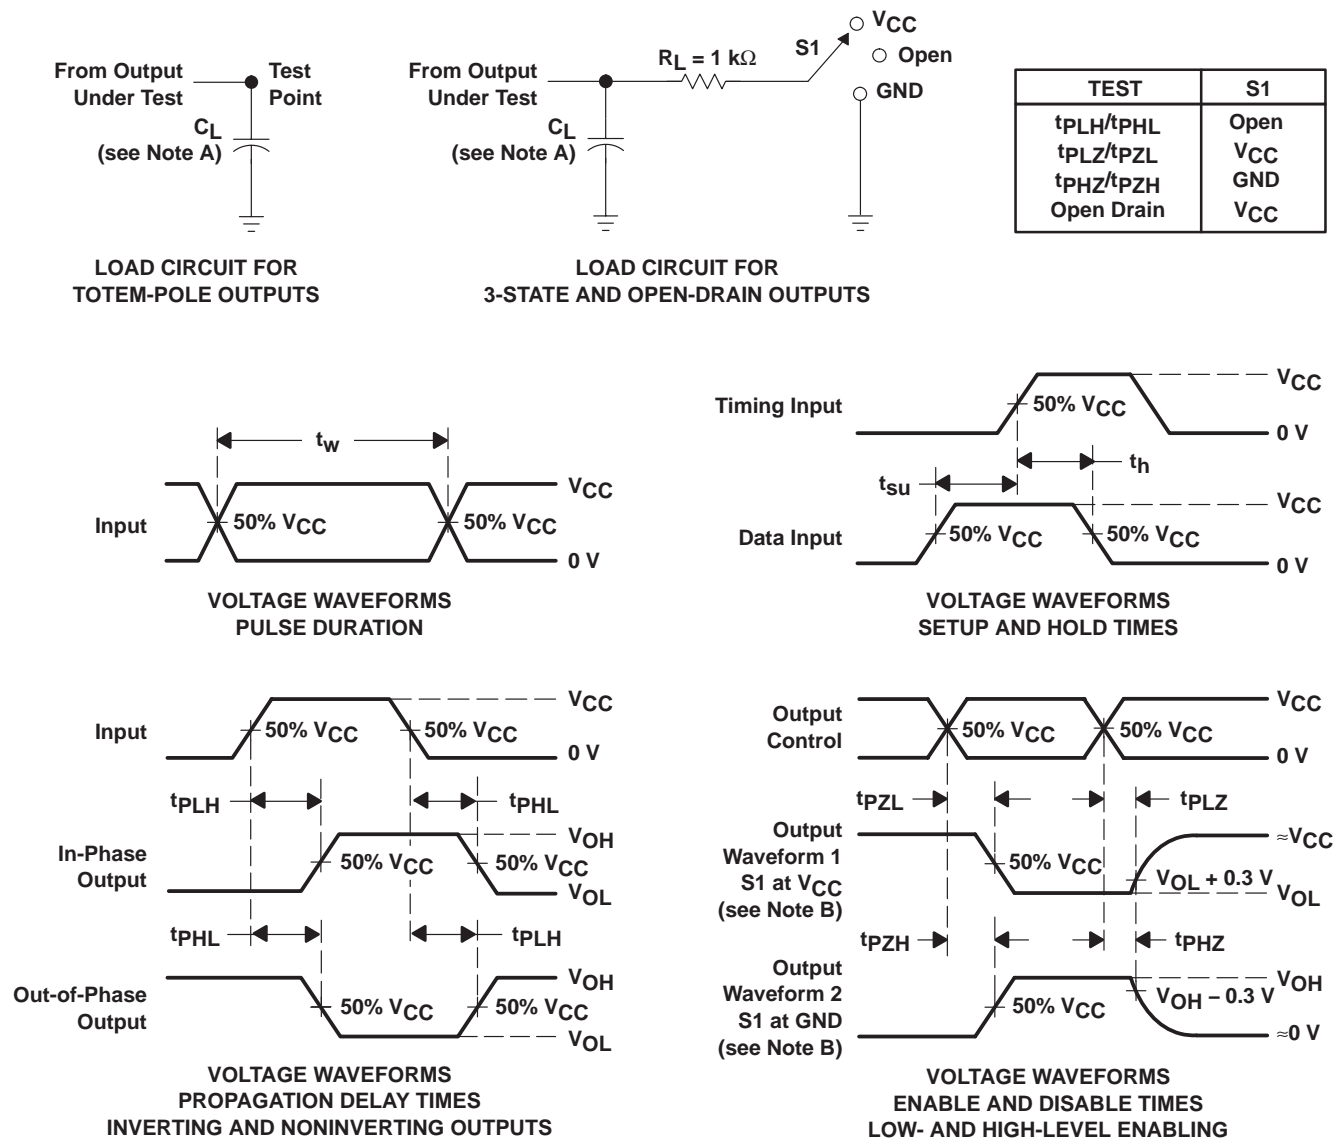 From Output
Under Test
Test
Point
CL
(see Note A)
LOAD CIRCUIT FOR
TOTEM-POLE OUTPUTS
From Output
Under Test
RL = 1 kΩ
S1
VCC
Open
GND
CL
(see Note A)
LOAD CIRCUIT FOR
3-STATE AND OPEN-DRAIN OUTPUTS
TEST S1
tPLH/tPHL Open
tPLZ/tPZL VCC
tPHZ/tPZH GND
Open Drain VCC
tw
Input
50% VCC
50% VCC
VCC
0 V
VOLTAGE WAVEFORMS
PULSE DURATION
Timing Input
50% VCC
VCC
0 V
tsu
th
Data Input
50% VCC
50% VCC
VCC
0 V
VOLTAGE WAVEFORMS
SETUP AND HOLD TIMES
Input
50% VCC
50% VCC
VCC
0 V
tPLH
tPHL
In-Phase
Output
50% VCC
50% VCC
VOH
VOL
tPHL
tPLH
Out-of-Phase
Output
50% VCC
50% VCC
VOH
VOL
VOLTAGE WAVEFORMS
PROPAGATION DELAY TIMES
INVERTING AND NONINVERTING OUTPUTS
Output
Control
50% VCC
50% VCC
VCC
0 V
tPZL
tPLZ
Output
Waveform 1
S1 at VCC
(see Note B)
50% VCC
≈VCC
VOL + 0.3 V
VOL
tPZH
tPHZ
Output
Waveform 2
S1 at GND
(see Note B)
50% VCC
VOH
VOH – 0.3 V
≈0 V
VOLTAGE WAVEFORMS
ENABLE AND DISABLE TIMES
LOW- AND HIGH-LEVEL ENABLING